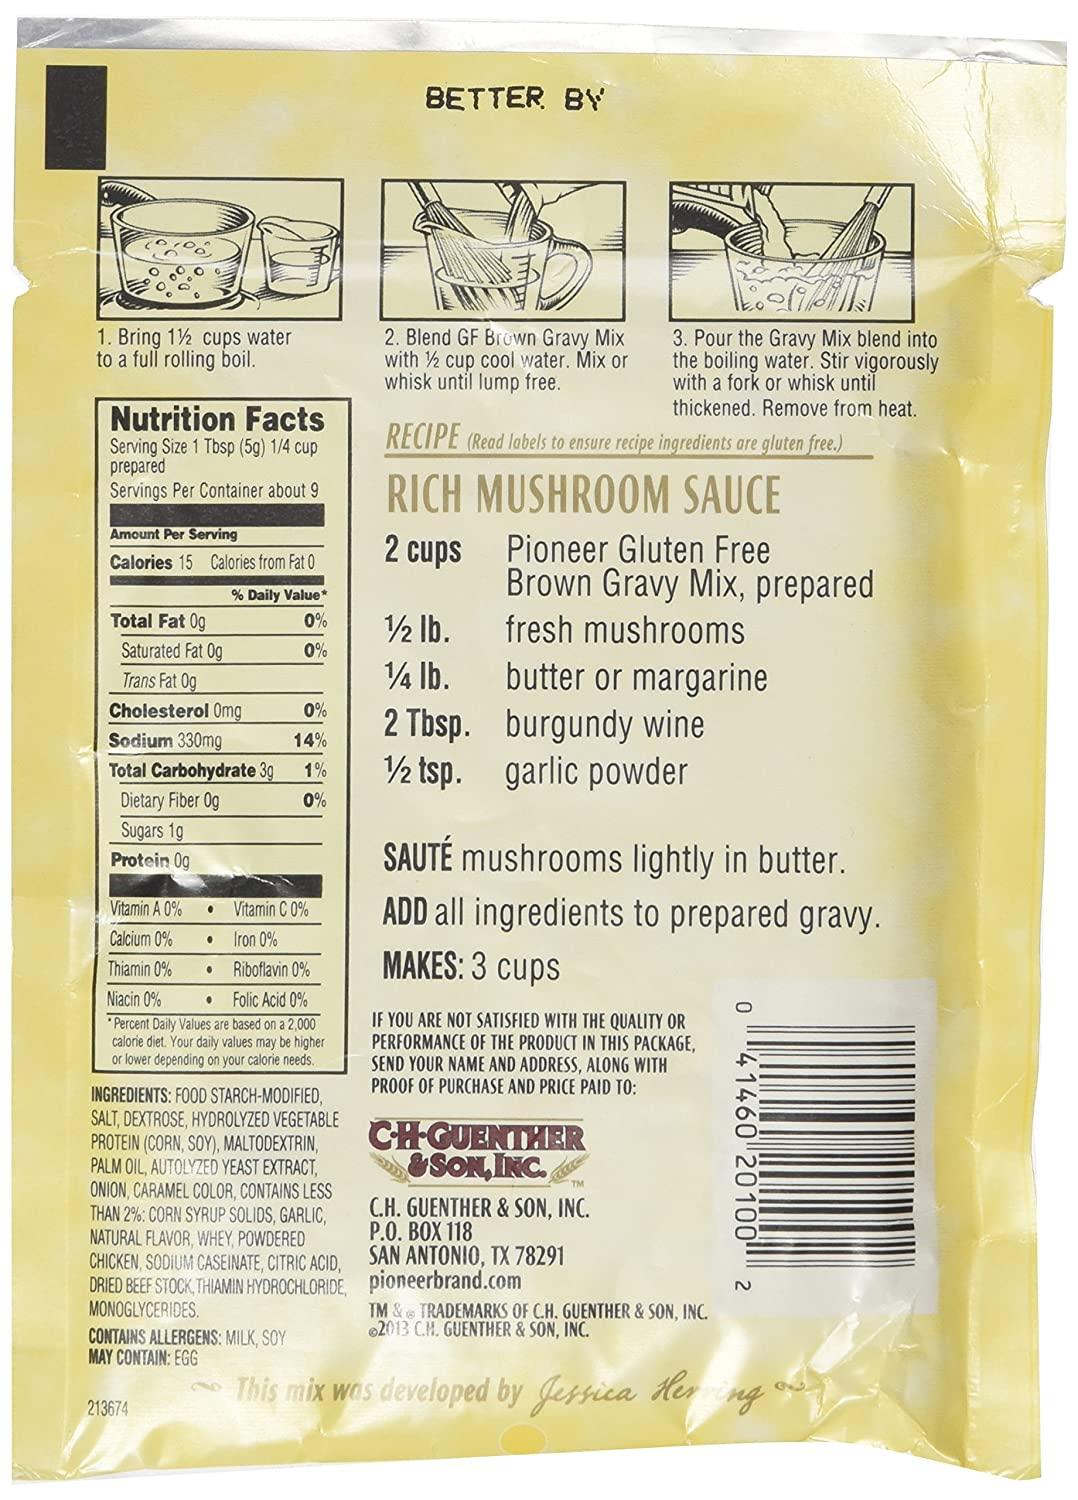 BETTER BY
1. Bring 1½ cups water
to a full rolling boil.
2. Blend GF Brown Gravy Mix
with ½ cup cool water. Mix or
whisk until lump free.
3. Pour the Gravy Mix blend into
the boiling water. Stir vigorously
with a fork or whisk until
thickened. Remove from heat.
Nutrition Facts
Serving Size 1 Tbsp (5g) 1/4 cup
prepared
Servings Per Container about 9
Amount Per Serving
Calories 15 Calories from Fat 0
% Daily Value*
Total Fat 0g 0%
Saturated Fat 0g 0%
Trans Fat 0g
Cholesterol 0mg 0%
Sodium 330mg 14%
Total Carbohydrate 3g 1%
Dietary Fiber 0g 0%
Sugars 1g
Protein 0g
Vitamin A 0% • Vitamin C 0%
Calcium 0% • Iron 0%
Thiamin 0% • Riboflavin 0%
Niacin 0% • Folic Acid 0%
*Percent Daily Values are based on a 2,000
calorie diet. Your daily values may be higher
or lower depending on your calorie needs.
INGREDIENTS: FOOD STARCH-MODIFIED,
SALT, DEXTROSE, HYDROLYZED VEGETABLE
PROTEIN (CORN, SOY), MALTODEXTRIN,
PALM OIL, AUTOLYZED YEAST EXTRACT,
ONION, CARAMEL COLOR, CONTAINS LESS
THAN 2%: CORN SYRUP SOLIDS, GARLIC,
NATURAL FLAVOR, WHEY, POWDERED
CHICKEN, SODIUM CASEINATE, CITRIC ACID,
DRIED BEEF STOCK, THIAMIN HYDROCHLORIDE,
MONOGLYCERIDES.
CONTAINS ALLERGENS: MILK, SOY
MAY CONTAIN: EGG
213674
RECIPE (Read labels to ensure recipe ingredients are gluten free.)
RICH MUSHROOM SAUCE
2 cups Pioneer Gluten Free
Brown Gravy Mix, prepared
½ lb. fresh mushrooms
¼ lb. butter or margarine
2 Tbsp. burgundy wine
½ tsp. garlic powder
SAUTÉ mushrooms lightly in butter.
ADD all ingredients to prepared gravy.
MAKES: 3 cups
IF YOU ARE NOT SATISFIED WITH THE QUALITY OR
PERFORMANCE OF THE PRODUCT IN THIS PACKAGE,
SEND YOUR NAME AND ADDRESS, ALONG WITH
PROOF OF PURCHASE AND PRICE PAID TO:
C·H·GUENTHER
& SON, INC. TM
C.H. GUENTHER & SON, INC.
P.O. BOX 118
SAN ANTONIO, TX 78291
pioneerbrand.com
TM & ® TRADEMARKS OF C.H. GUENTHER & SON, INC.
©2013 C.H. GUENTHER & SON, INC.
0 41460 20100 2
This mix was developed by Jessica Herring